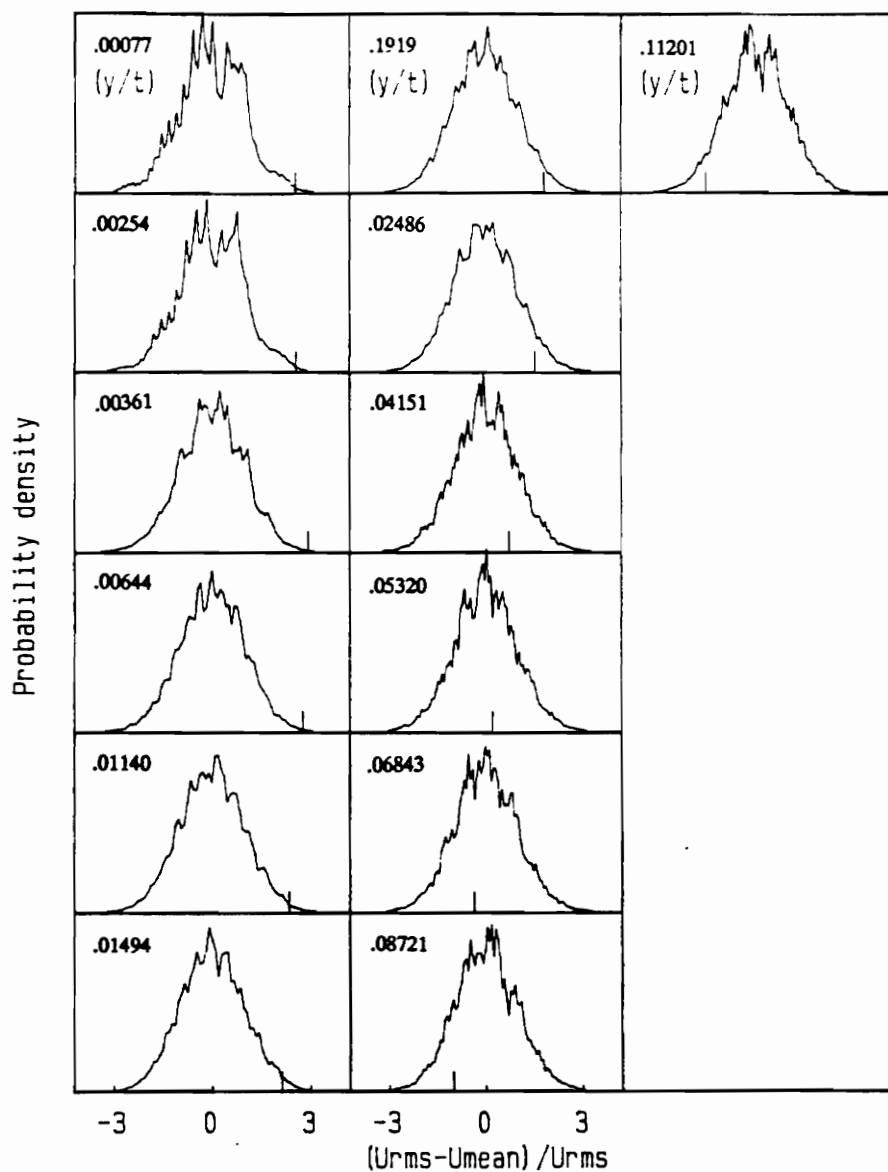 .00077
(y/t)
.1919
(y/t)
.11201
(y/t)
.00254
.02486
.00361
.04151
.00644
.05320
.01140
.06843
.01494
.08721
Probability density
-3 0 3 -3 0 3
(Urms-Umean)/Urms